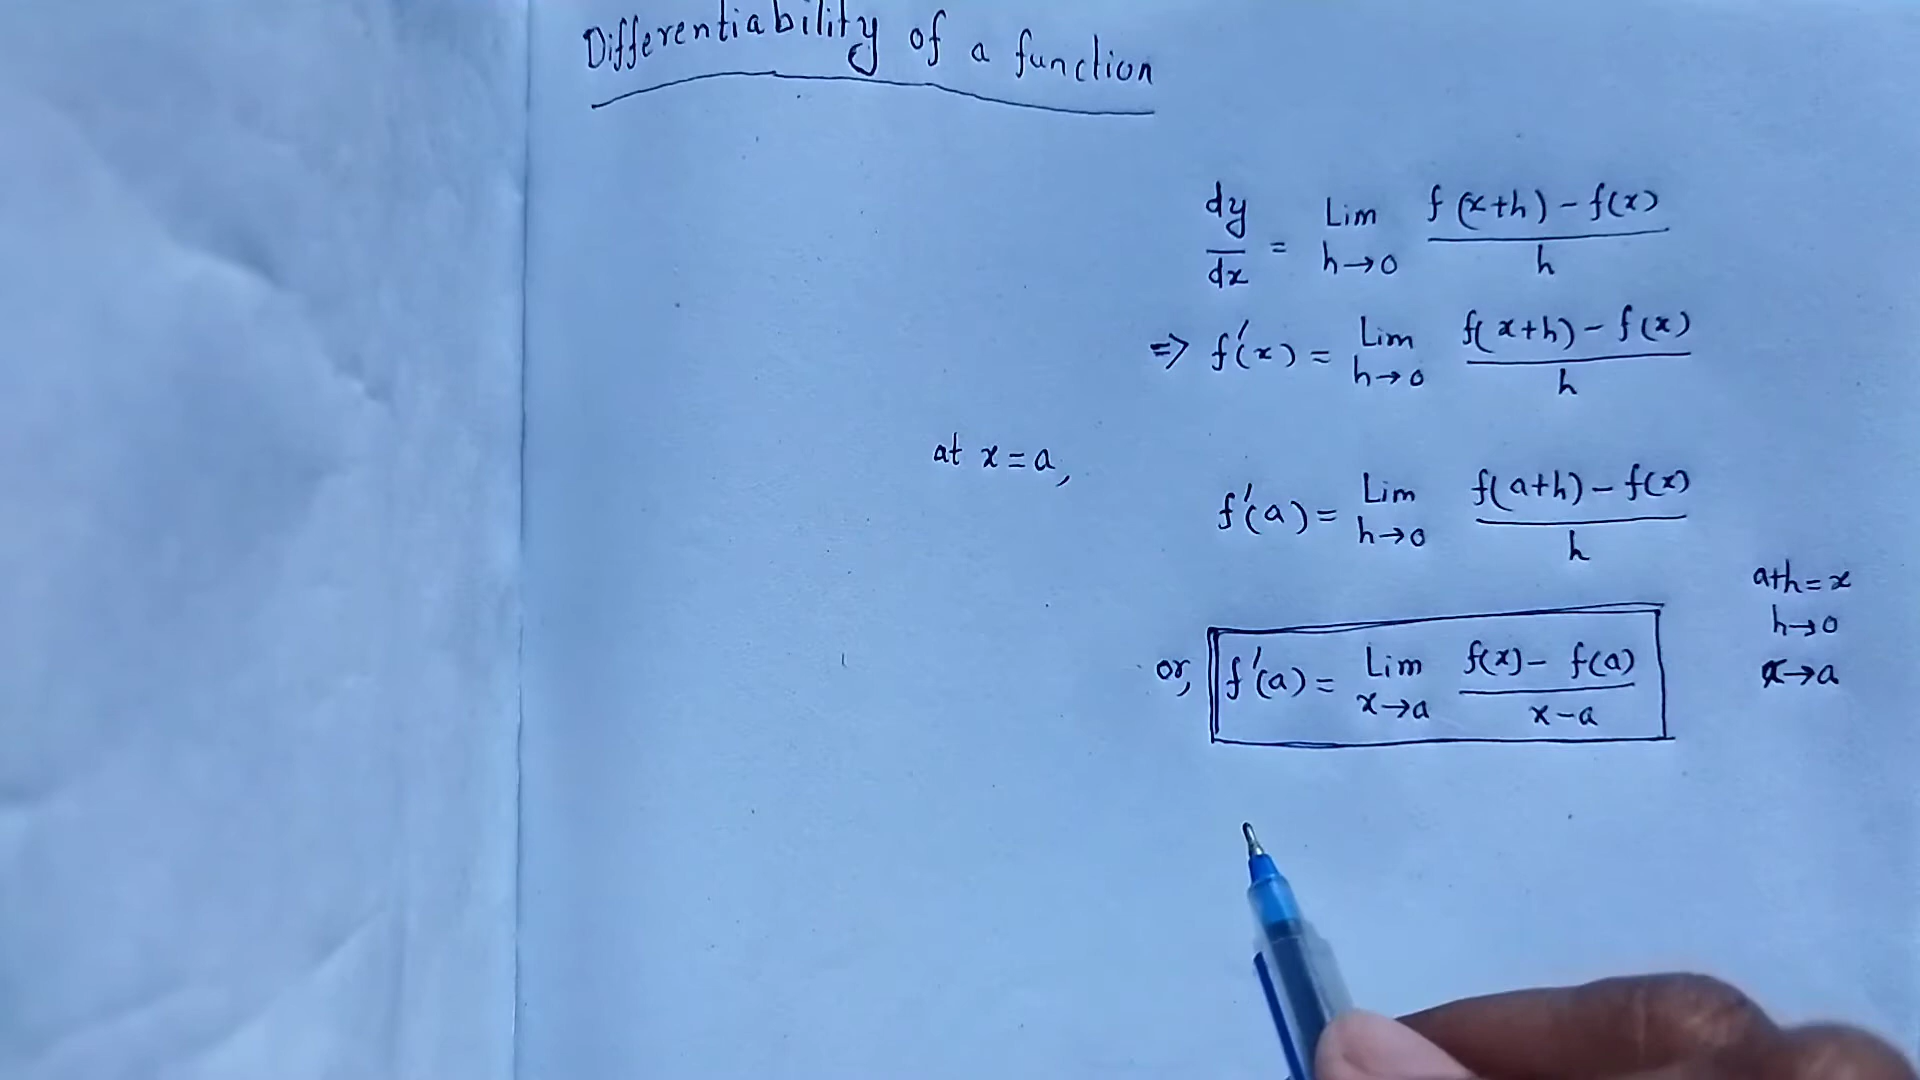 Differentiability of a function
dy/dx = Lim h→0 f(x+h) - f(x) / h
=> f'(x) = Lim h→0 f(x+h) - f(x) / h
at x = a,
f'(a) = Lim h→0 f(a+h) - f(x) / h
a+h = x
h→0
x→a
or, f'(a) = Lim x→a f(x) - f(a) / x-a